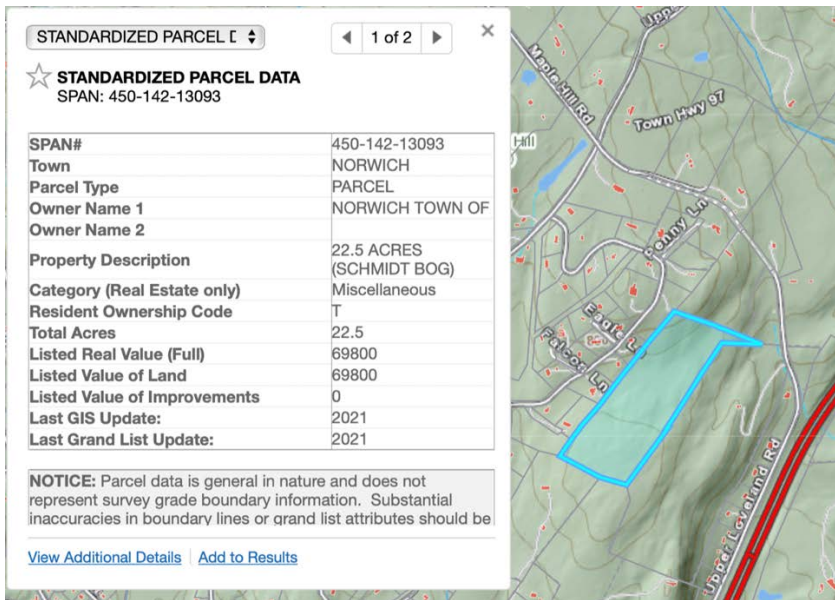 STANDARDIZED PARCEL D
1 of 2
STANDARDIZED PARCEL DATA
SPAN: 450-142-13093
SPAN# 450-142-13093
Town NORWICH
Parcel Type PARCEL
Owner Name 1 NORWICH TOWN OF
Owner Name 2
Property Description 22.5 ACRES
(SCHMIDT BOG)
Category (Real Estate only) Miscellaneous
Resident Ownership Code T
Total Acres 22.5
Listed Real Value (Full) 69800
Listed Value of Land 69800
Listed Value of Improvements 0
Last GIS Update: 2021
Last Grand List Update: 2021
NOTICE: Parcel data is general in nature and does not
represent survey grade boundary information. Substantial
inaccuracies in boundary lines or grand list attributes should be
View Additional Details
Add to Results
Maple Hill Rd
Town Hwy 97
Hill
Penny Ln
Eagle L
Falcon Ln
Upper Loveland Rd